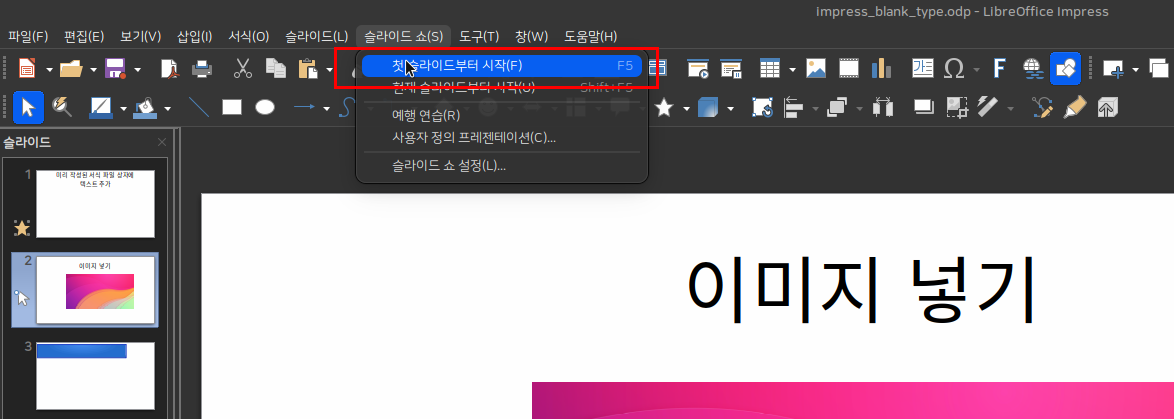 Impress_blank_type.odp - LibreOffice Impress
파일(F) 편집(E) 보기(V) 삽입(I) 서식(O) 슬라이드(L) 슬라이드 쇼(S) 도구(T) 창(W) 도움말(H)
첫 슬라이드부터 시작(F) F5
현재 슬라이드부터 시작(U) Shift+F5
예행 연습(R)
사용자 정의 프레젠테이션(C)...
슬라이드 쇼 설정(L)...
슬라이드
1
미리 작성된 서식 파일 상자에
텍스트 추가
2
이미지 넣기
3
이미지 넣기